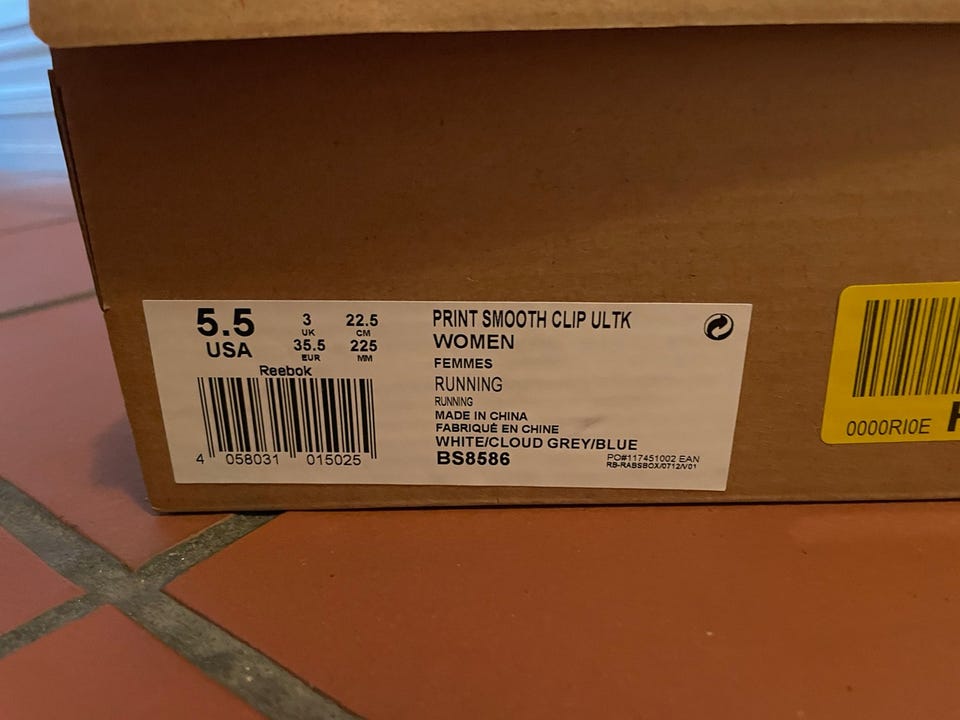 5.5
USA
3
UK
35.5
EUR
22.5
CM
225
MM
Reebok
4 058031 015025
PRINT SMOOTH CLIP ULTK
WOMEN
FEMMES
RUNNING
RUNNING
MADE IN CHINA
FABRIQUÉ EN CHINE
WHITE/CLOUD GREY/BLUE
BS8586
PO#117451002 EAN
RB-RABSBOX/0712/V01
0000RI0E